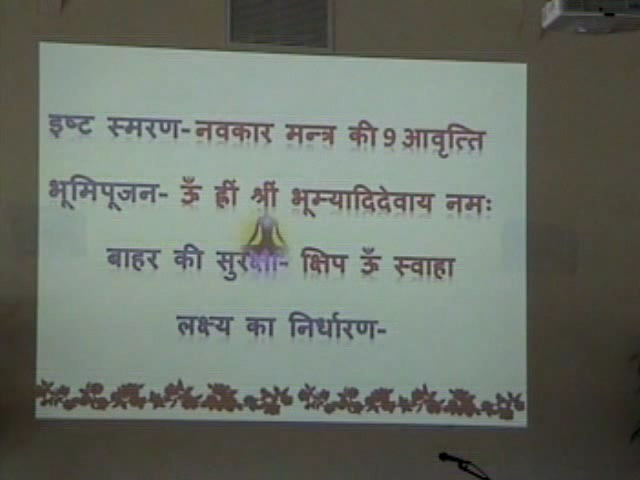 इष्ट स्मरण- नवकार मन्त्र की 9 आवृत्ति
भूमिपूजन- ऊँ ह्रीं श्रीं भूम्यादिदेवाय नमः
बाहर की सुरक्षा- क्षिप ऊँ स्वाहा
लक्ष्य का निर्धारण-